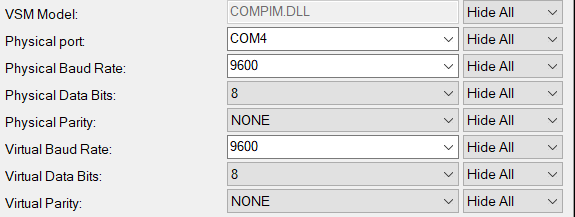 VSM Model: COMPIM.DLL Hide All
Physical port: COM4 Hide All
Physical Baud Rate: 9600 Hide All
Physical Data Bits: 8 Hide All
Physical Parity: NONE Hide All
Virtual Baud Rate: 9600 Hide All
Virtual Data Bits: 8 Hide All
Virtual Parity: NONE Hide All